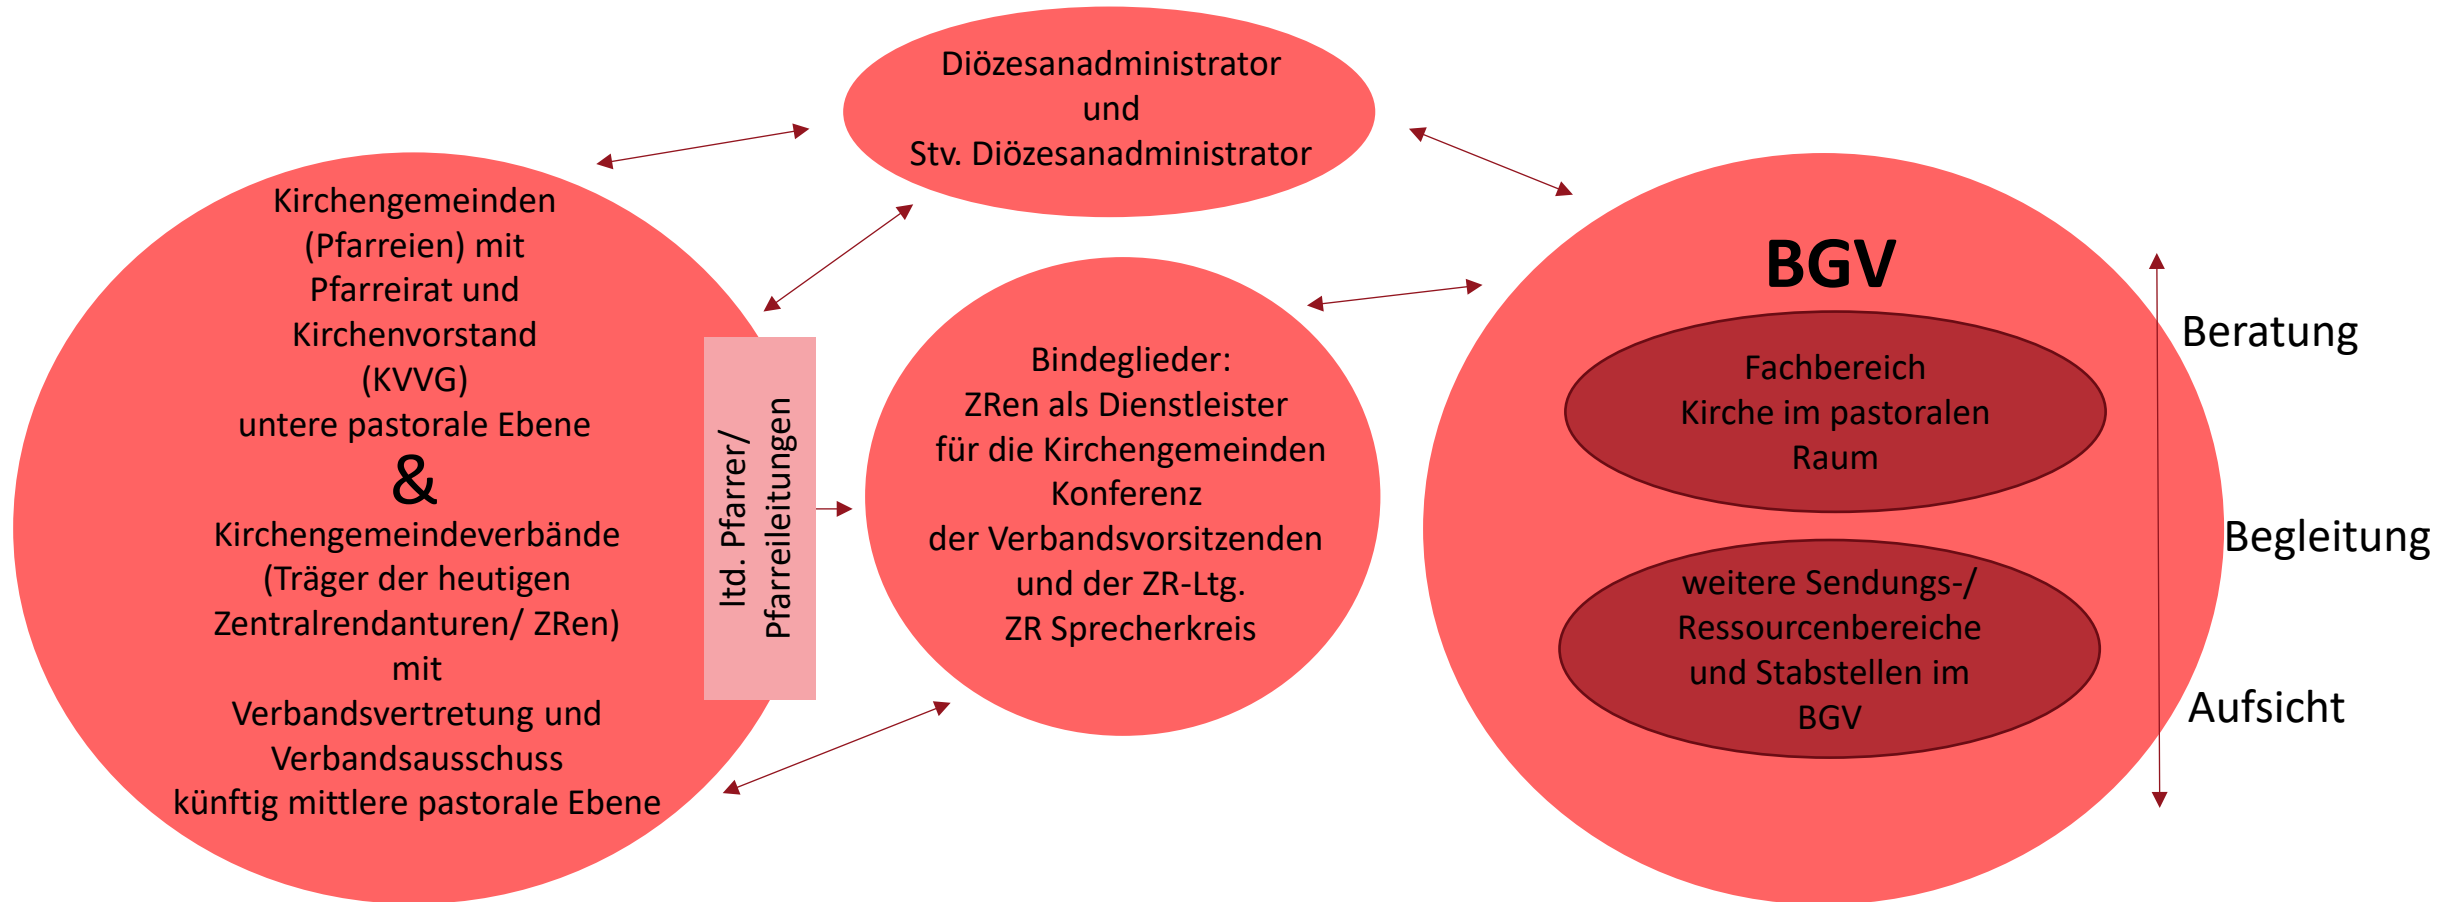 Diözesanadministrator
und
Stv. Diözesanadministrator
Kirchengemeinden
(Pfarreien) mit
Pfarreirat und
Kirchenvorstand
(KVVG)
untere pastorale Ebene
&
Kirchengemeindeverbände
(Träger der heutigen
Zentralrendanturen/ ZRen)
mit
Verbandsvertretung und
Verbandsausschuss
künftig mittlere pastorale Ebene
ltd. Pfarrer/
Pfarreileitungen
Bindeglieder:
ZRen als Dienstleister
für die Kirchengemeinden
Konferenz
der Verbandsvorsitzenden
und der ZR-Ltg.
ZR Sprecherkreis
BGV
Fachbereich
Kirche im pastoralen
Raum
weitere Sendungs-/
Ressourcenbereiche
und Stabstellen im
BGV
Beratung
Begleitung
Aufsicht